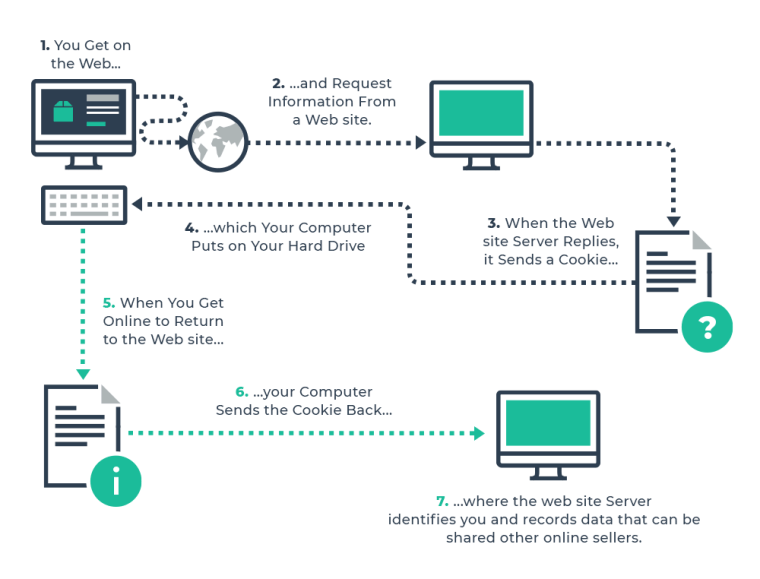 1. You Get on
the Web...
2. ...and Request
Information From
a Web site.
3. When the Web
site Server Replies,
it Sends a Cookie...
4. ...which Your Computer
Puts on Your Hard Drive
5. When You Get
Online to Return
to the Web site...
6. ...your Computer
Sends the Cookie Back...
7. ...where the web site Server
identifies you and records data that can be
shared other online sellers.
?
i